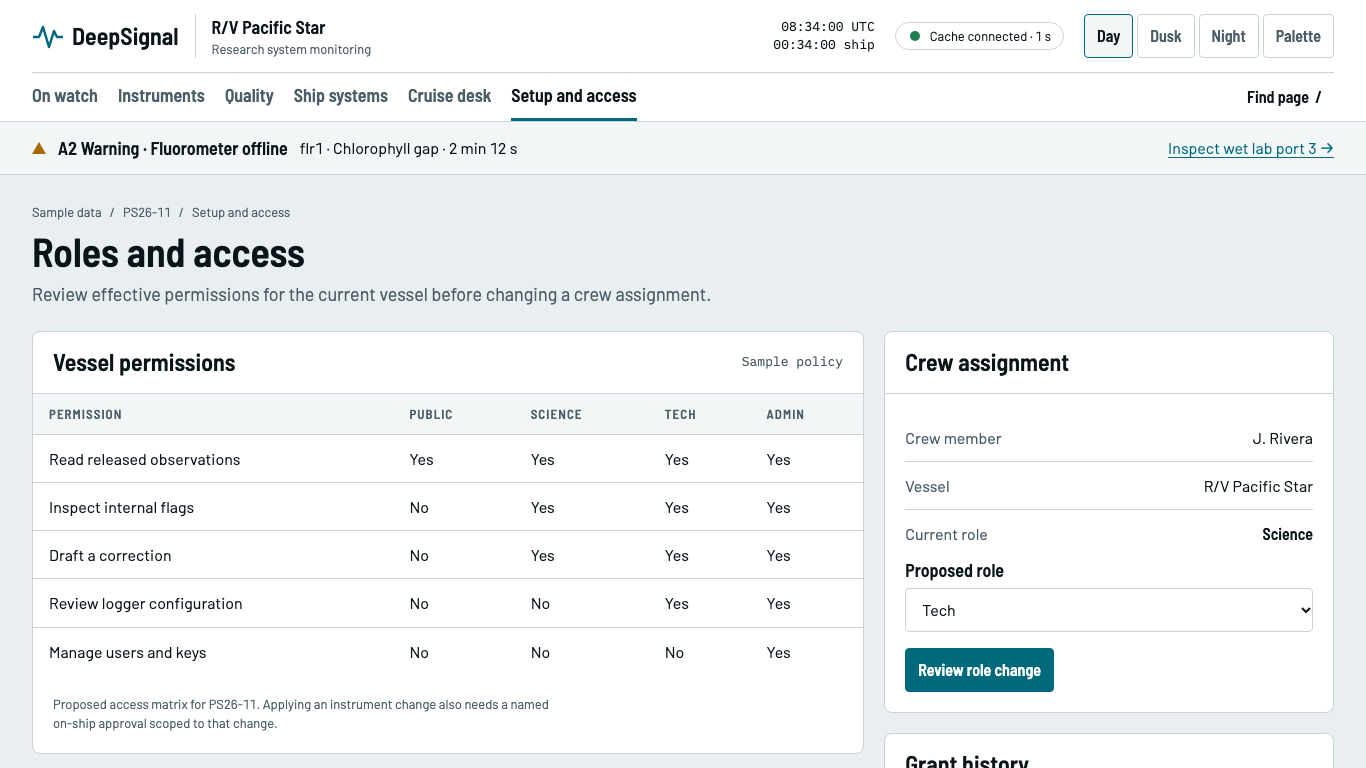 DeepSignal
R/V Pacific Star
Research system monitoring
08:34:00 UTC
00:34:00 ship
Cache connected · 1 s
Day
Dusk
Night
Palette
On watch
Instruments
Quality
Ship systems
Cruise desk
Setup and access
Find page /
A2 Warning · Fluorometer offline
flr1 · Chlorophyll gap · 2 min 12 s
Inspect wet lab port 3 →
Sample data / PS26-11 / Setup and access
Roles and access
Review effective permissions for the current vessel before changing a crew assignment.
Vessel permissions
Sample policy
PERMISSION PUBLIC SCIENCE TECH ADMIN
Read released observations Yes Yes Yes Yes
Inspect internal flags No Yes Yes Yes
Draft a correction No Yes Yes Yes
Review logger configuration No No Yes Yes
Manage users and keys No No No Yes
Proposed access matrix for PS26-11. Applying an instrument change also needs a named
on-ship approval scoped to that change.
Crew assignment
Crew member J. Rivera
Vessel R/V Pacific Star
Current role Science
Proposed role
Tech
Review role change
Grant history